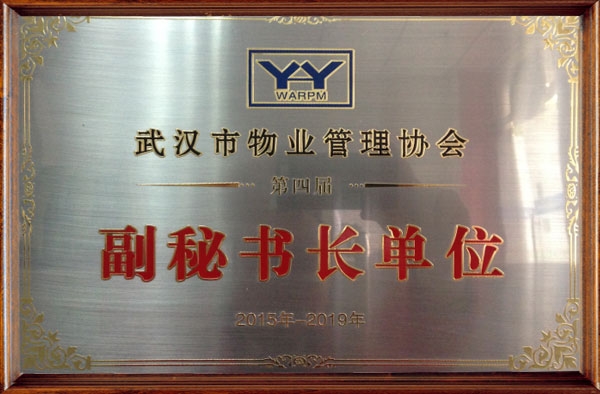 WARPM
武汉市物业管理协会
第四届
副秘书长单位
2015年-2019年